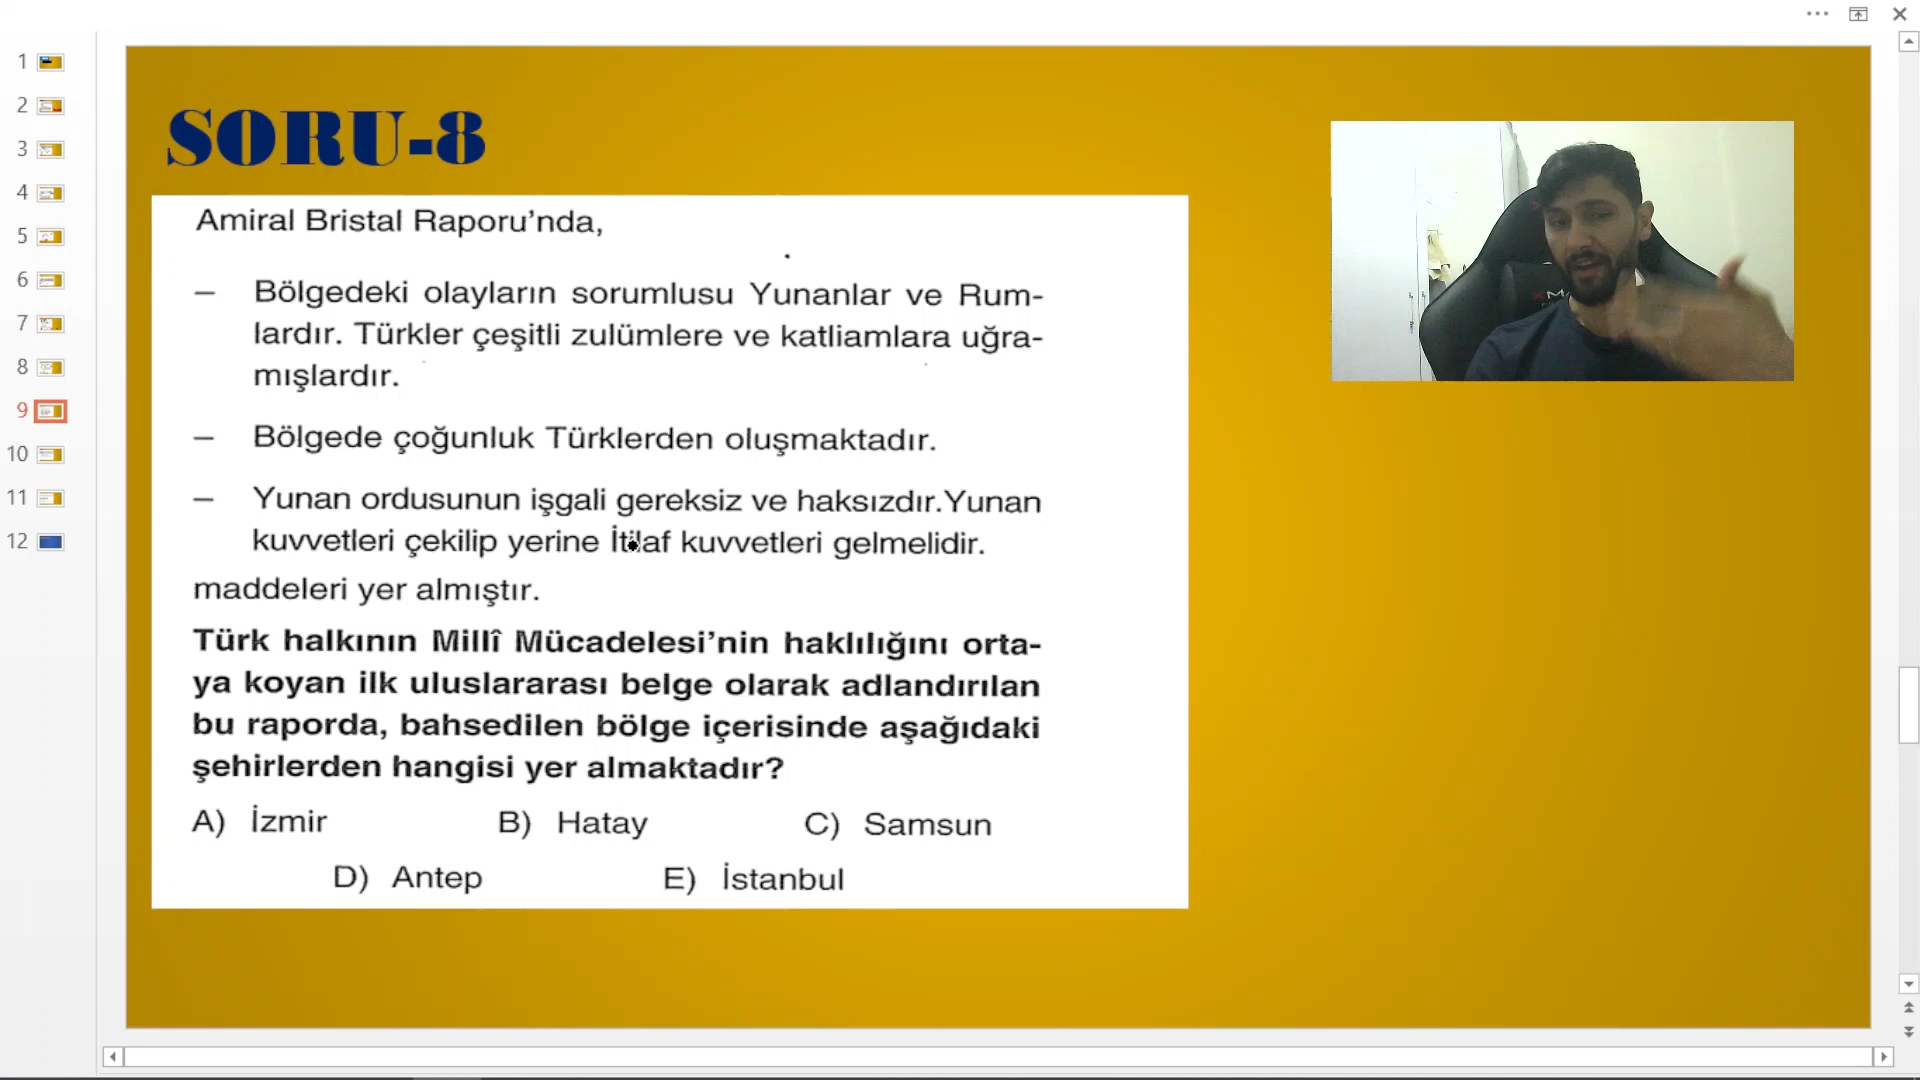 1
2
3
4
5
6
7
8
9
10
11
12
SORU-8
Amiral Bristal Raporu’nda,
– Bölgedeki olayların sorumlusu Yunanlar ve Rum-
lardır. Türkler çeşitli zulümlere ve katliamlara uğra-
mışlardır.
– Bölgede çoğunluk Türklerden oluşmaktadır.
– Yunan ordusunun işgali gereksiz ve haksızdır.Yunan
kuvvetleri çekilip yerine İtilaf kuvvetleri gelmelidir.
maddeleri yer almıştır.
Türk halkının Millî Mücadelesi’nin haklılığını orta-
ya koyan ilk uluslararası belge olarak adlandırılan
bu raporda, bahsedilen bölge içerisinde aşağıdaki
şehirlerden hangisi yer almaktadır?
A) İzmir B) Hatay C) Samsun
D) Antep E) İstanbul